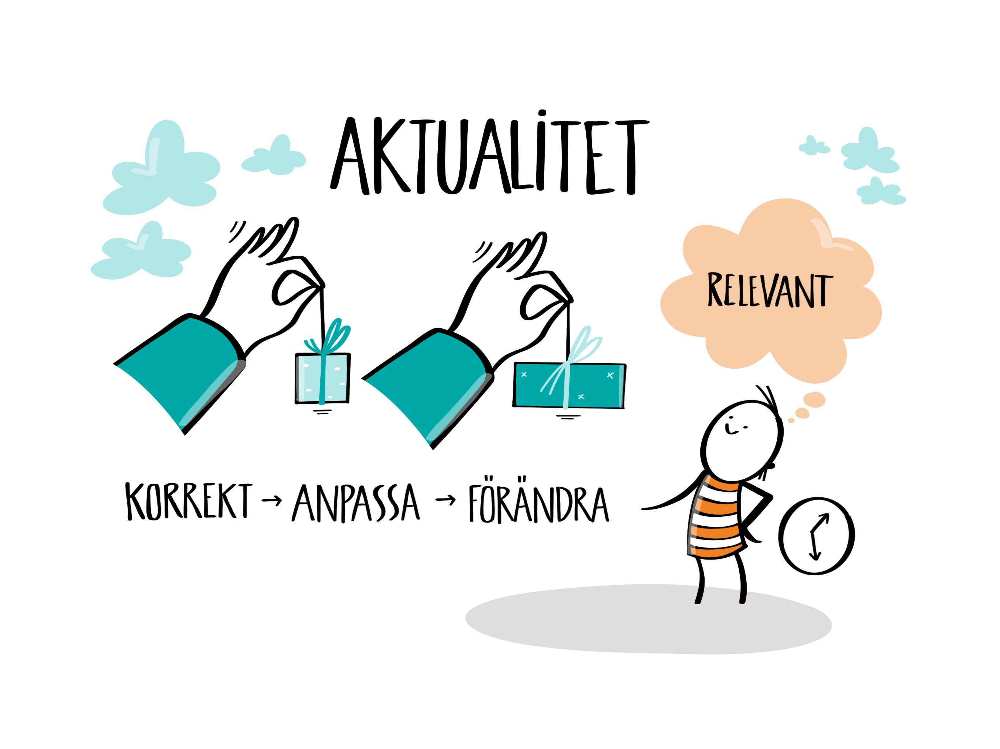 AKTUALITET
RELEVANT
KORREKT → ANPASSA → FÖRÄNDRA